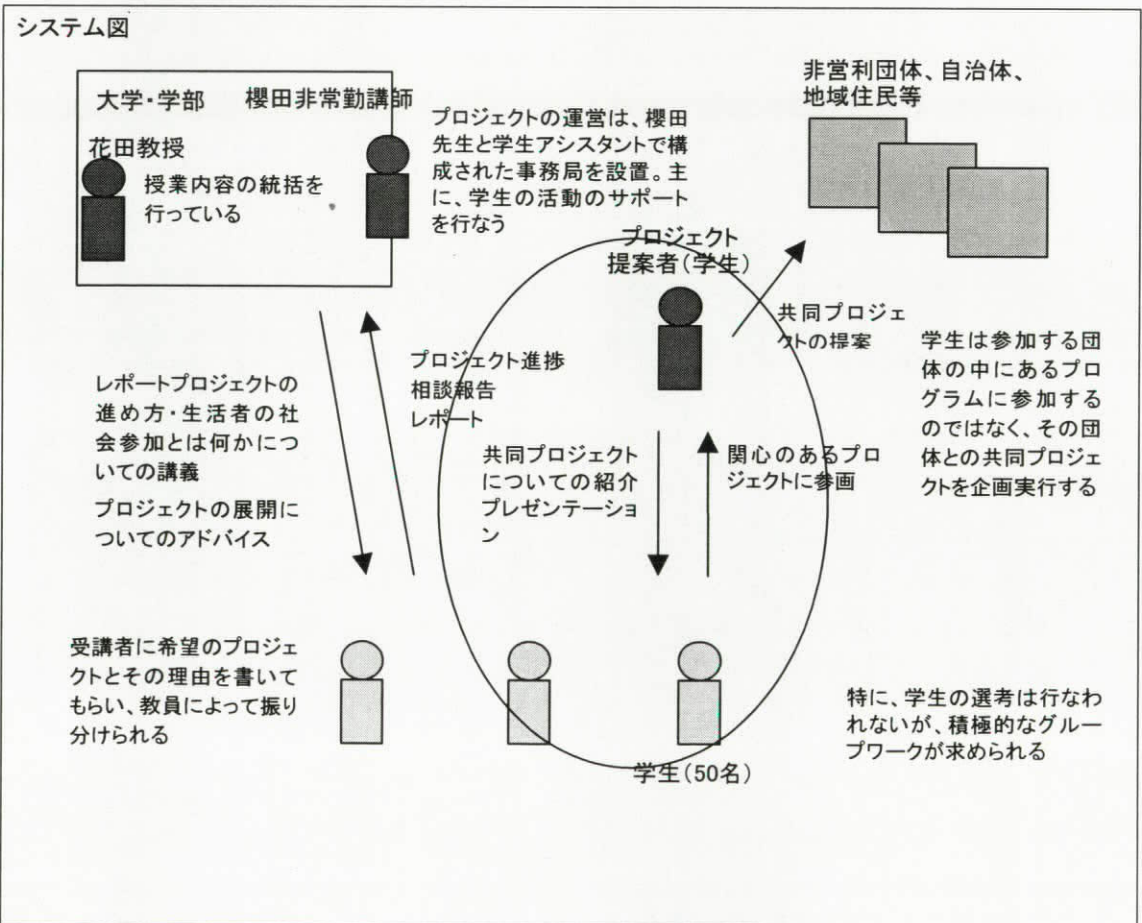 システム図
大学・学部　櫻田非常勤講師
花田教授
授業内容の統括を
行っている
プロジェクトの運営は、櫻田
先生と学生アシスタントで構
成された事務局を設置。主
に、学生の活動のサポート
を行なう
非営利団体、自治体、
地域住民等
プロジェクト
提案者(学生)
共同プロジェ
クトの提案
学生は参加する団
体の中にあるプロ
グラムに参加する
のではなく、その団
体との共同プロジェ
クトを企画実行する
レポートプロジェクトの
進め方・生活者の社
会参加とは何かにつ
いての講義
プロジェクトの展開に
ついてのアドバイス
プロジェクト進捗
相談報告
レポート
共同プロジェクト
についての紹介
プレゼンテーショ
ン
関心のあるプロ
ジェクトに参画
受講者に希望のプロジェ
クトとその理由を書いて
もらい、教員によって振り
分けられる
学生(50名)
特に、学生の選考は行なわ
れないが、積極的なグルー
プワークが求められる